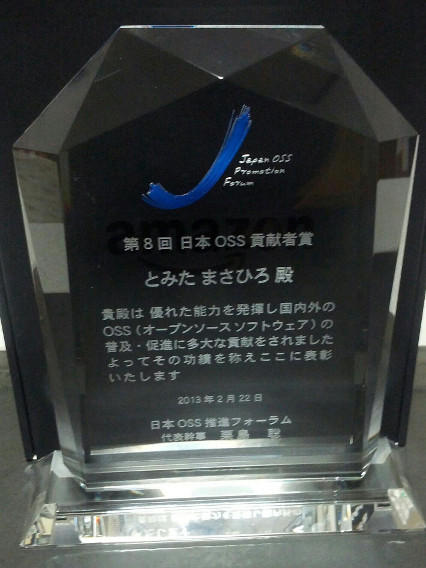 Japan OSS
Promotion
Forum
amazon
第8回 日本OSS貢献者賞
とみた まさひろ 殿
貴殿は 優れた能力を発揮し国内外の
OSS(オープンソース ソフトウェア)の
普及・促進に多大な貢献をされました
よってその功績を称えここに表彰
いたします
2013年2月22日
日本OSS推進フォーラム
代表幹事 栗島 聡